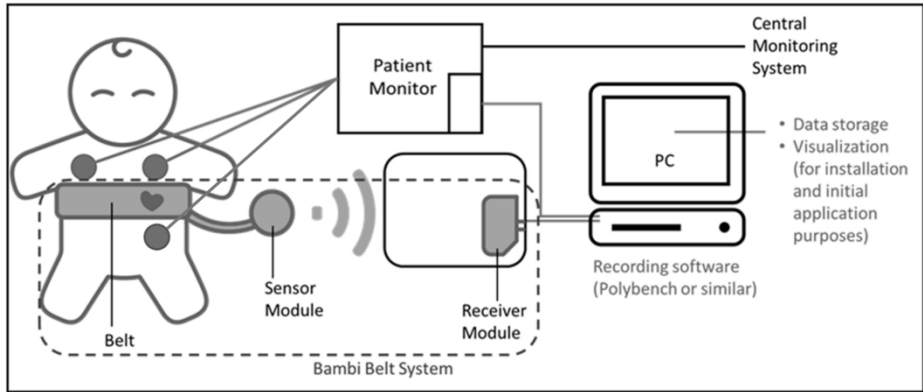 Central
Monitoring
System
Patient
Monitor
PC
• Data storage
• Visualization
(for installation
and initial
application
purposes)
Recording software
(Polybench or similar)
Sensor
Module
Receiver
Module
Belt
Bambi Belt System